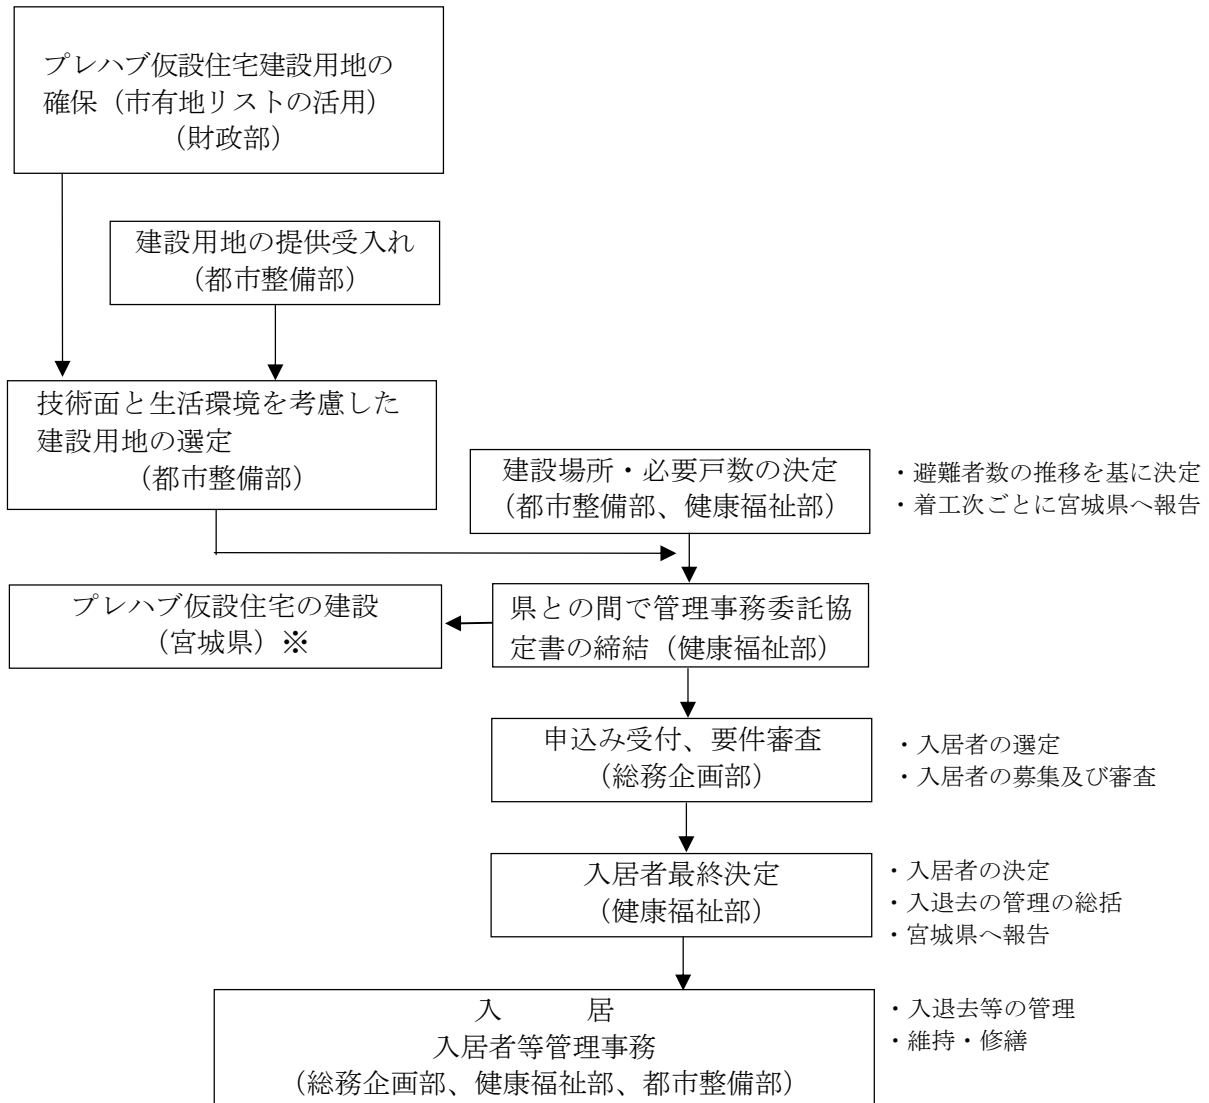 プレハブ仮設住宅建設用地の
確保（市有地リストの活用）
（財政部）
建設用地の提供受入れ
（都市整備部）
技術面と生活環境を考慮した
建設用地の選定
（都市整備部）
建設場所・必要戸数の決定
（都市整備部、健康福祉部）
・避難者数の推移を基に決定
・着工次ごとに宮城県へ報告
プレハブ仮設住宅の建設
（宮城県）※
県との間で管理事務委託協
定書の締結（健康福祉部）
申込み受付、要件審査
（総務企画部）
・入居者の選定
・入居者の募集及び審査
入居者最終決定
（健康福祉部）
・入居者の決定
・入退去の管理の総括
・宮城県へ報告
入　　居
入居者等管理事務
（総務企画部、健康福祉部、都市整備部）
・入退去等の管理
・維持・修繕